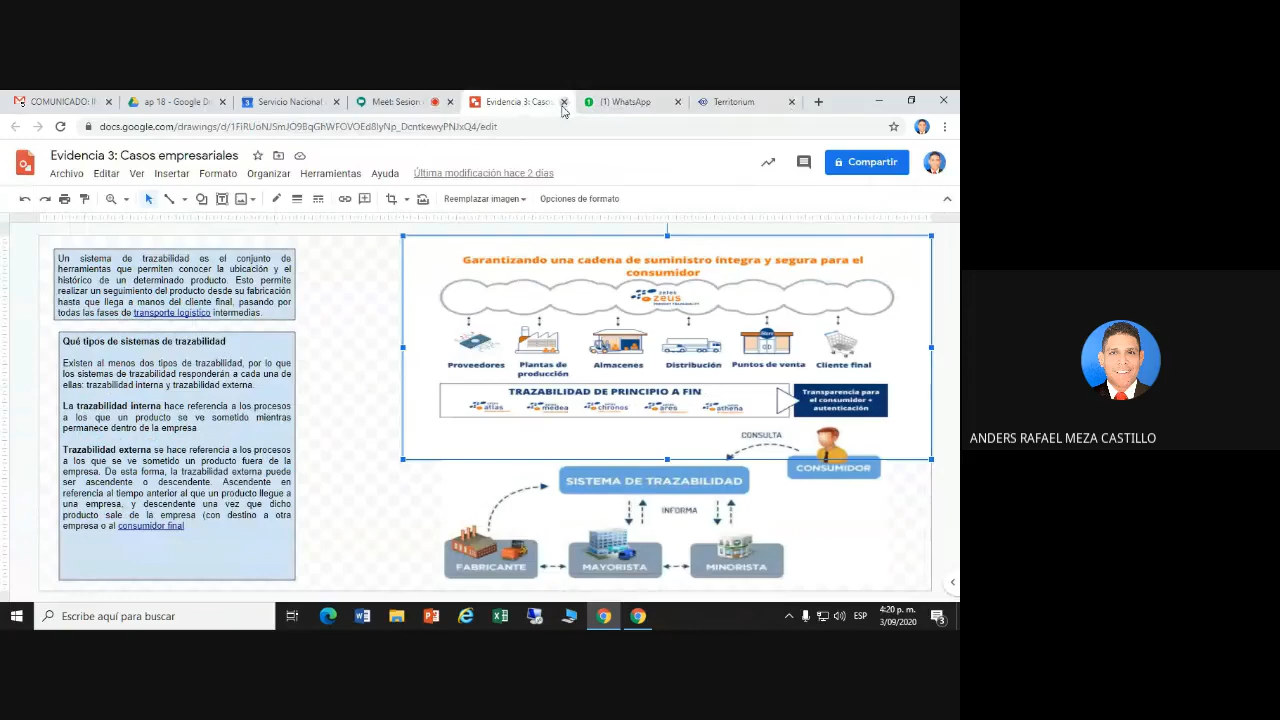 COMUNICADO: II
ap 18 - Google D
Servicio Nacional
Meet: Sesion
Evidencia 3: Casos
(1) WhatsApp
Territorium
docs.google.com/drawings/d/1FiRUoNJSmJO9BqGhWFOVOEd8lyNp_DcntkewyPNJxQ4/edit
Evidencia 3: Casos empresariales
Compartir
Archivo Editar Ver Insertar Formato Organizar Herramientas Ayuda Última modificación hace 2 días
Reemplazar imagen Opciones de formato
Un sistema de trazabilidad es el conjunto de
herramientas que permiten conocer la ubicación y el
histórico de un determinado producto. Esto permite
realizar un seguimiento del producto desde su fabricación
hasta que llega a manos del cliente final, pasando por
todas las fases de transporte logístico intermedias.
Qué tipos de sistemas de trazabilidad
Existen al menos dos tipos de trazabilidad, por lo que
los sistemas de trazabilidad responderán a cada una de
ellas: trazabilidad interna y trazabilidad externa.
La trazabilidad interna hace referencia a los procesos
a los que un producto se ve sometido mientras
permanece dentro de la empresa
Trazabilidad externa se hace referencia a los procesos
a los que se ve sometido un producto fuera de la
empresa. De esta forma, la trazabilidad externa puede
ser ascendente o descendente. Ascendente en
referencia al tiempo anterior al que un producto llegue a
una empresa, y descendente una vez que dicho
producto sale de la empresa (con destino a otra
empresa o al consumidor final
Garantizando una cadena de suministro íntegra y segura para el
consumidor
zetes
zeus
Proveedores
Plantas de
producción
Almacenes
Distribución
Puntos de venta
Cliente final
TRAZABILIDAD DE PRINCIPIO A FIN
zetes atlas
zetes medea
zetes chronos
zetes ares
zetes athena
Transparencia para
el consumidor +
autenticación
CONSULTA
CONSUMIDOR
SISTEMA DE TRAZABILIDAD
INFORMA
FABRICANTE
MAYORISTA
MINORISTA
Escribe aquí para buscar
ESP
4:20 p. m.
3/09/2020
3
ANDERS RAFAEL MEZA CASTILLO